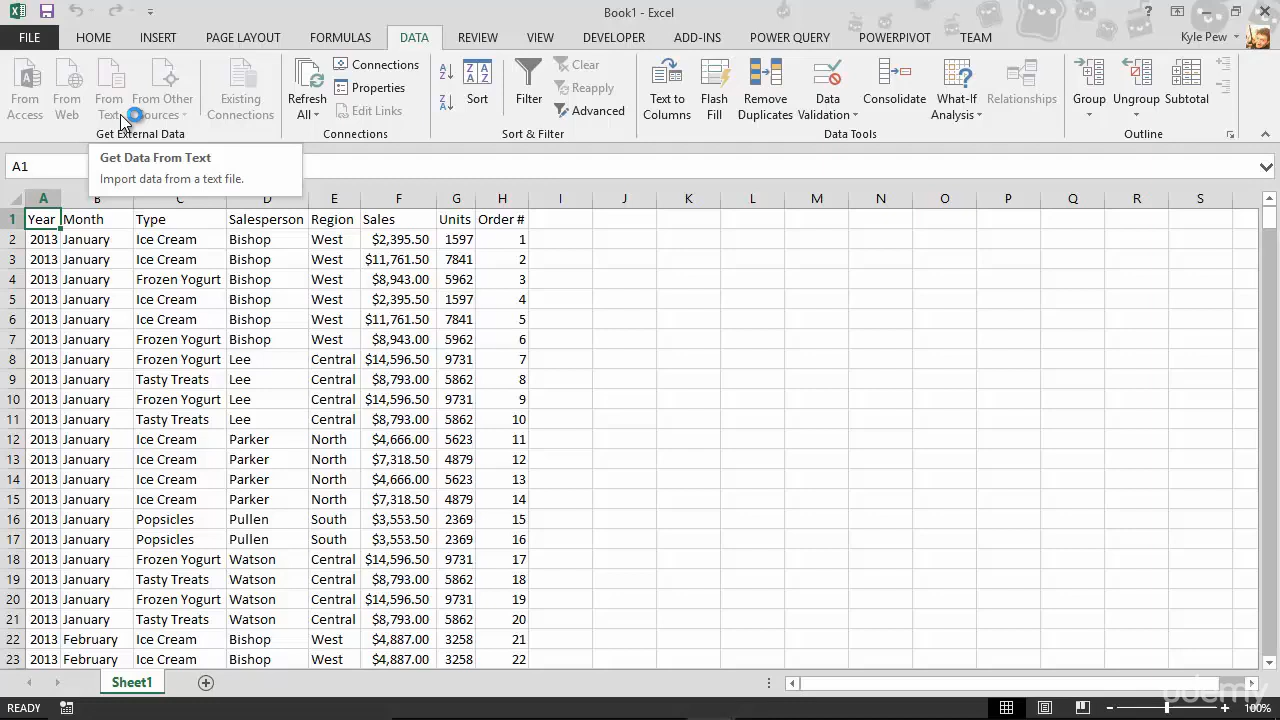 Book1 - Excel
?
FILE HOME INSERT PAGE LAYOUT FORMULAS DATA REVIEW VIEW DEVELOPER ADD-INS POWER QUERY POWERPIVOT TEAM Kyle Pew
From Access
From Web
From Text
From Other Sources
Existing Connections
Get External Data
Refresh All
Connections
Properties
Edit Links
Connections
Sort
Filter
Clear
Reapply
Advanced
Sort & Filter
Text to Columns
Flash Fill
Remove Duplicates
Data Validation
Consolidate
What-If Analysis
Relationships
Data Tools
Group
Ungroup
Subtotal
Outline
A1
Get Data From Text
Import data from a text file.
A B C D E F G H I J K L M N O P Q R S
1 Year Month Type Salesperson Region Sales Units Order #
2 2013 January Ice Cream Bishop West $2,395.50 1597 1
3 2013 January Ice Cream Bishop West $11,761.50 7841 2
4 2013 January Frozen Yogurt Bishop West $8,943.00 5962 3
5 2013 January Ice Cream Bishop West $2,395.50 1597 4
6 2013 January Ice Cream Bishop West $11,761.50 7841 5
7 2013 January Frozen Yogurt Bishop West $8,943.00 5962 6
8 2013 January Frozen Yogurt Lee Central $14,596.50 9731 7
9 2013 January Tasty Treats Lee Central $8,793.00 5862 8
10 2013 January Frozen Yogurt Lee Central $14,596.50 9731 9
11 2013 January Tasty Treats Lee Central $8,793.00 5862 10
12 2013 January Ice Cream Parker North $4,666.00 5623 11
13 2013 January Ice Cream Parker North $7,318.50 4879 12
14 2013 January Ice Cream Parker North $4,666.00 5623 13
15 2013 January Ice Cream Parker North $7,318.50 4879 14
16 2013 January Popsicles Pullen South $3,553.50 2369 15
17 2013 January Popsicles Pullen South $3,553.50 2369 16
18 2013 January Frozen Yogurt Watson Central $14,596.50 9731 17
19 2013 January Tasty Treats Watson Central $8,793.00 5862 18
20 2013 January Frozen Yogurt Watson Central $14,596.50 9731 19
21 2013 January Tasty Treats Watson Central $8,793.00 5862 20
22 2013 February Ice Cream Bishop West $4,887.00 3258 21
23 2013 February Ice Cream Bishop West $4,887.00 3258 22
Sheet1
udemy
READY 100%